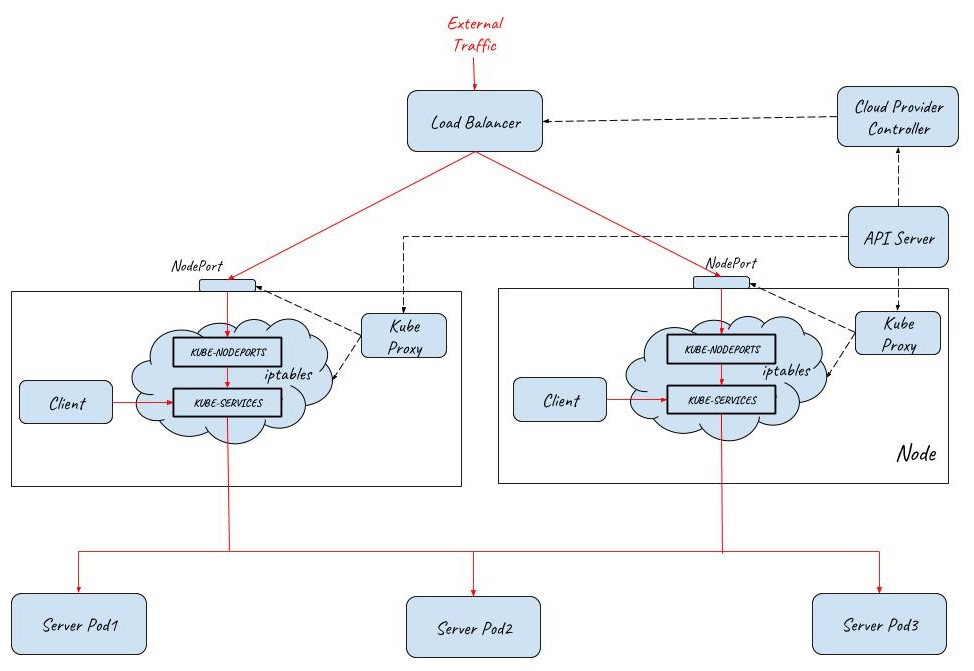 External
Traffic
Load Balancer
Cloud Provider
Controller
API Server
NodePort
NodePort
Kube
Proxy
Kube
Proxy
KUBE-NODEPORTS
KUBE-NODEPORTS
iptables
iptables
Client
KUBE-SERVICES
Client
KUBE-SERVICES
Node
Server Pod1
Server Pod2
Server Pod3